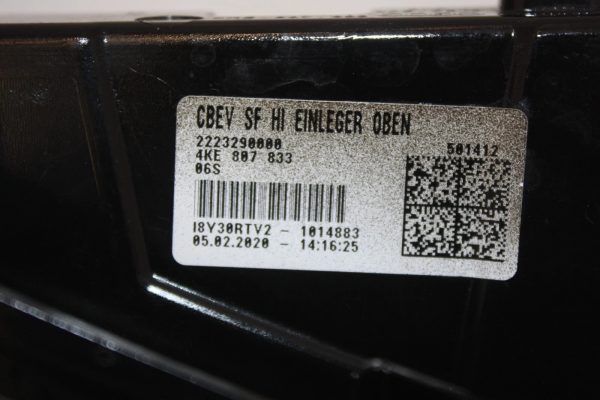 CBEV SF HI EINLEGER OBEN
2223290000
4KE 807 833
06S
501412
I8Y30RTV2 - 1014883
05.02.2020 - 14:16:25